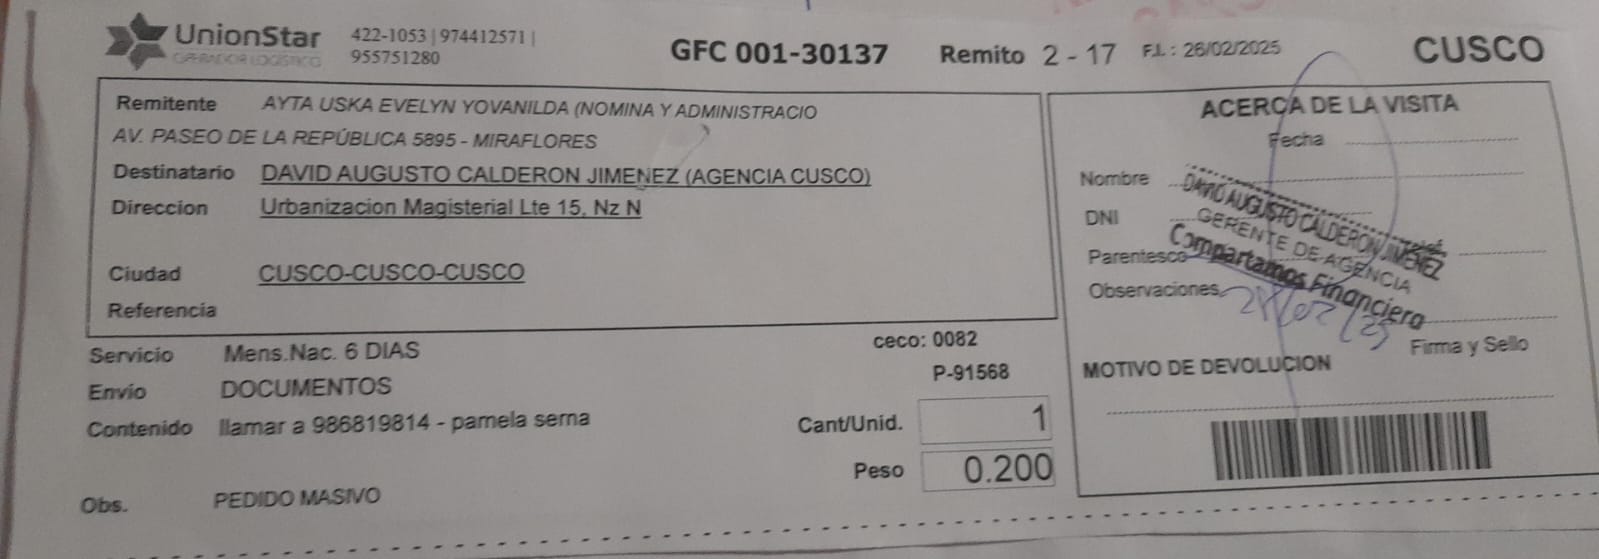 UnionStar
OPERADOR LOGISTICO
422-1053 | 974412571 |
955751280
GFC 001-30137
Remito 2 - 17
F.I. : 26/02/2025
CUSCO
Remitente AYTA USKA EVELYN YOVANILDA (NOMINA Y ADMINISTRACIO
AV. PASEO DE LA REPÚBLICA 5895 - MIRAFLORES
Destinatario DAVID AUGUSTO CALDERON JIMENEZ (AGENCIA CUSCO)
Direccion Urbanizacion Magisterial Lte 15, Nz N
Ciudad CUSCO-CUSCO-CUSCO
Referencia
Servicio Mens.Nac. 6 DIAS
ceco: 0082
Envio DOCUMENTOS
P-91568
Contenido llamar a 986819814 - pamela serna
Cant/Unid. 1
Peso 0.200
Obs. PEDIDO MASIVO
ACERCA DE LA VISITA
Fecha
Nombre
DNI
Parentesco
Observaciones
DAVID AUGUSTO CALDERON JIMENEZ
GERENTE DE AGENCIA
Compartamos Financiera
28/02/25
Firma y Sello
MOTIVO DE DEVOLUCION